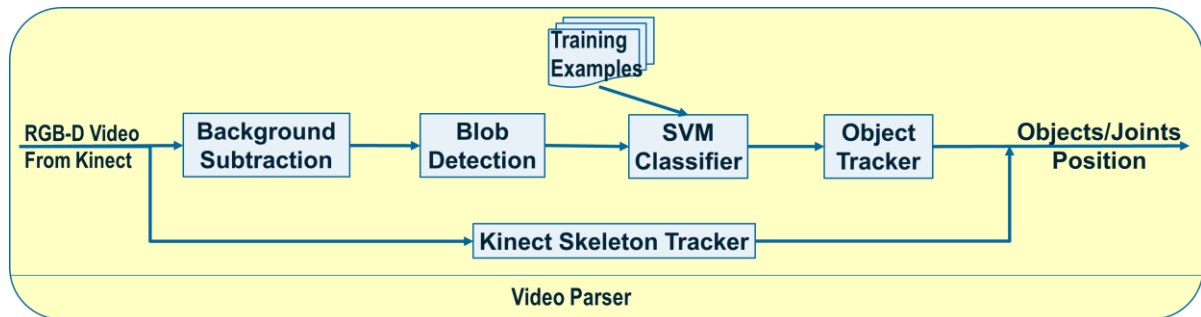 Training
Examples
RGB-D Video
From Kinect
Background
Subtraction
Blob
Detection
SVM
Classifier
Object
Tracker
Objects/Joints
Position
Kinect Skeleton Tracker
Video Parser